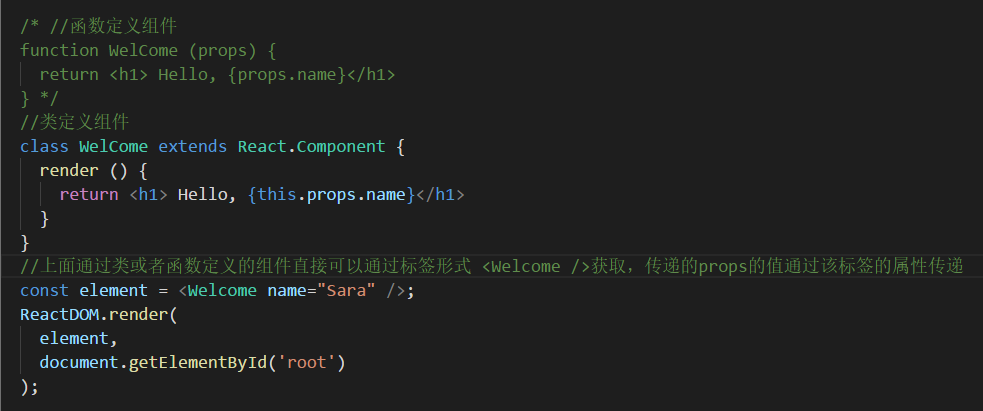 /* //函数定义组件
function WelCome (props) {
  return <h1> Hello, {props.name}</h1>
} */
//类定义组件
class WelCome extends React.Component {
  render () {
    return <h1> Hello, {this.props.name}</h1>
  }
}
//上面通过类或者函数定义的组件直接可以通过标签形式 <Welcome />获取，传递的props的值通过该标签的属性传递
const element = <Welcome name="Sara" />;
ReactDOM.render(
  element,
  document.getElementById('root')
);